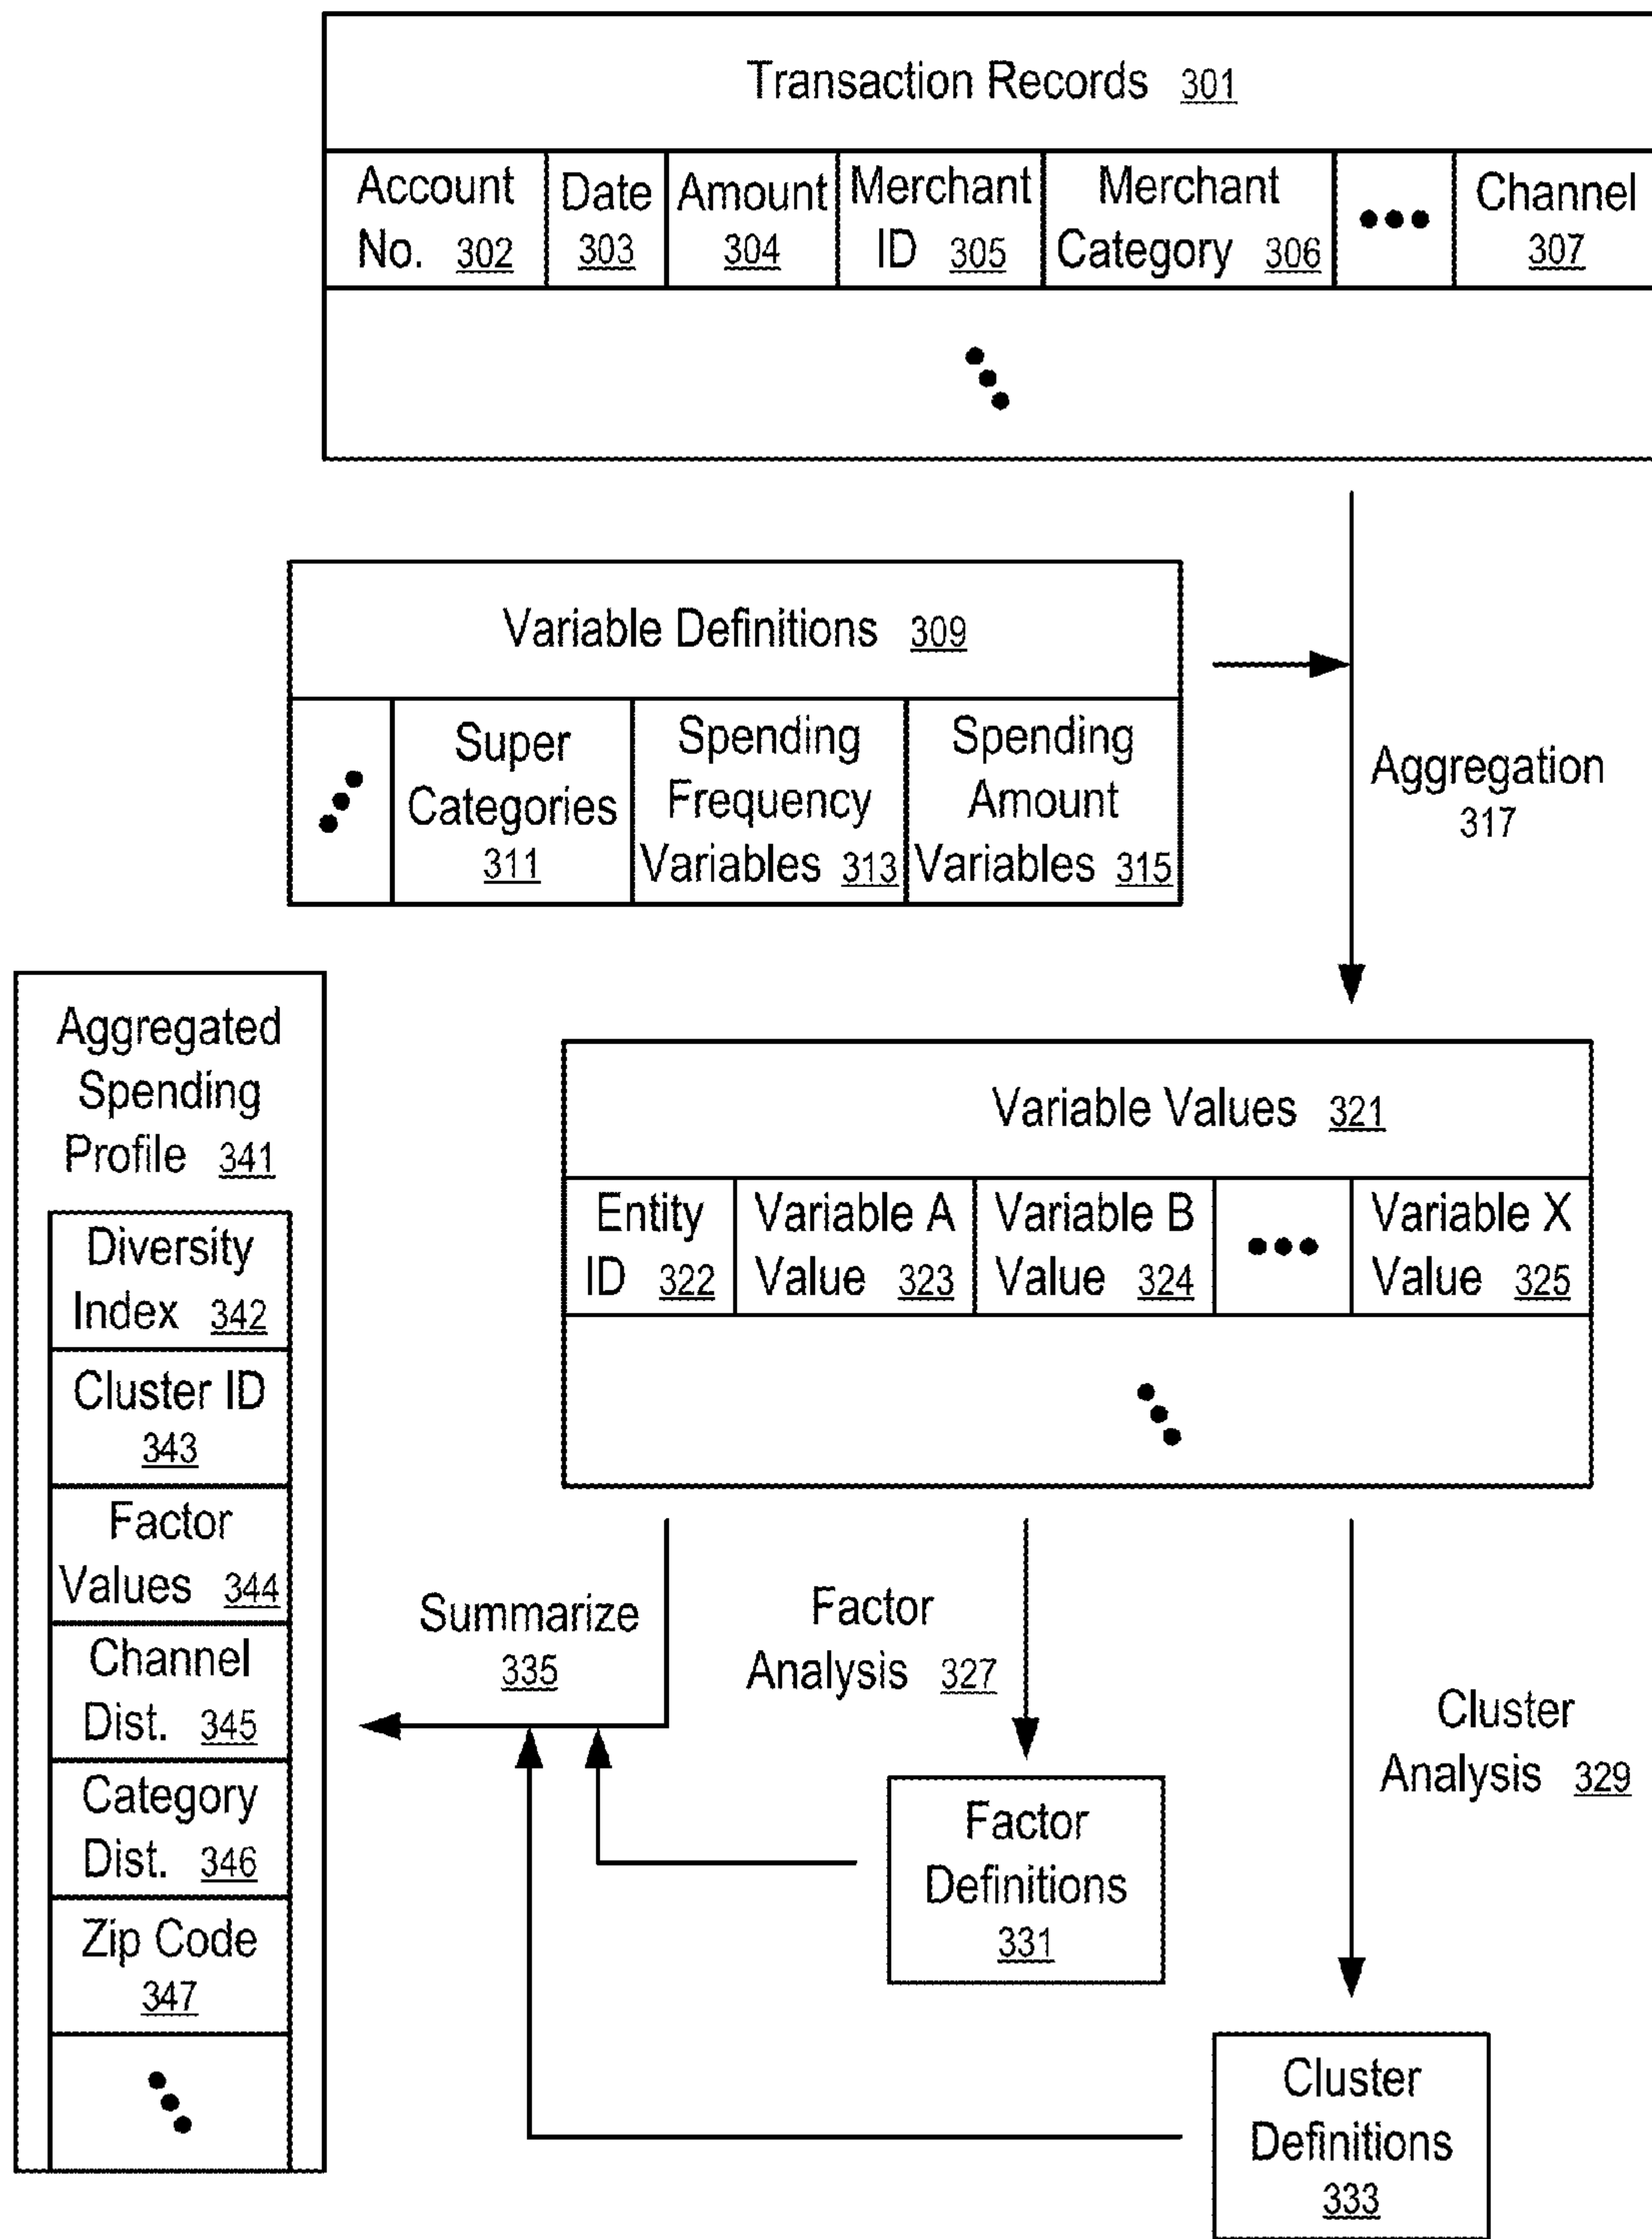 Transaction Records 301
Account
No. 302
Date
303
Amount
304
Merchant
ID 305
Merchant
Category 306
Channel
307
Variable Definitions 309
Super
Categories
311
Spending
Frequency
Variables 313
Spending
Amount
Variables 315
Aggregation
317
Aggregated
Spending
Profile 341
Diversity
Index 342
Cluster ID
343
Factor
Values 344
Channel
Dist. 345
Category
Dist. 346
Zip Code
347
Variable Values 321
Entity
ID 322
Variable A
Value 323
Variable B
Value 324
Variable X
Value 325
Summarize
335
Factor
Analysis 327
Cluster
Analysis 329
Factor
Definitions
331
Cluster
Definitions
333